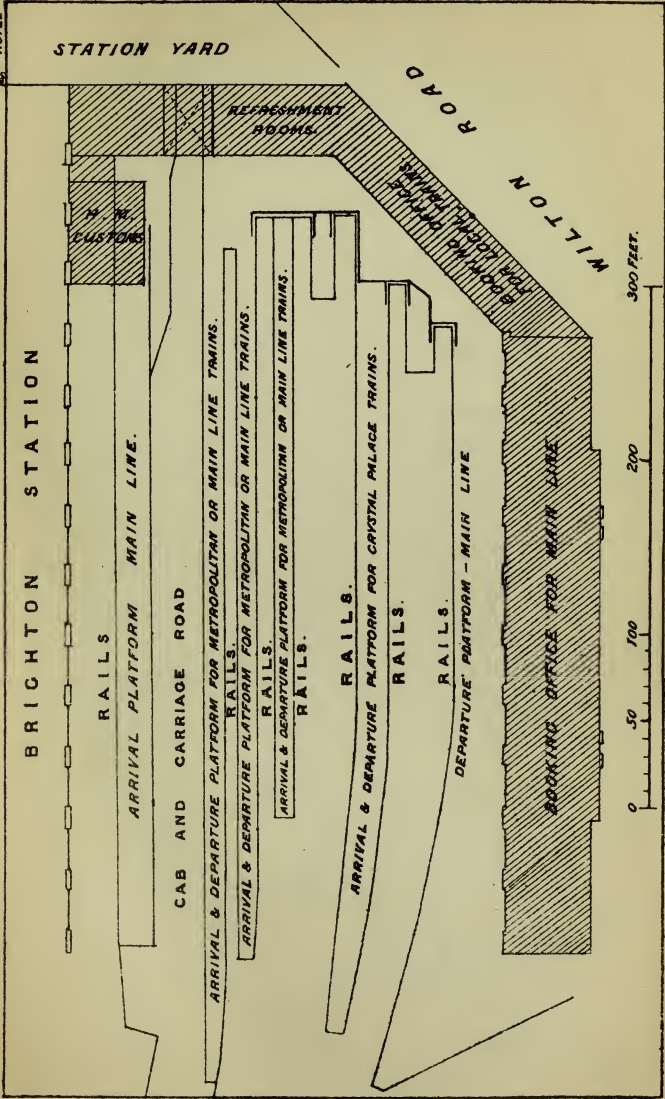 STATION YARD
WILTON ROAD
REFRESHMENT
ROOMS.
BOOKING OFFICE
FOR LOCAL TRAINS
H. M.
CUSTOMS
BRIGHTON STATION
RAILS
ARRIVAL PLATFORM MAIN LINE.
CAB AND CARRIAGE ROAD
ARRIVAL & DEPARTURE PLATFORM FOR METROPOLITAN OR MAIN LINE TRAINS.
RAILS.
ARRIVAL & DEPARTURE PLATFORM FOR METROPOLITAN OR MAIN LINE TRAINS.
RAILS.
ARRIVAL & DEPARTURE PLATFORM FOR METROPOLITAN OR MAIN LINE TRAINS.
RAILS.
RAILS.
ARRIVAL & DEPARTURE PLATFORM FOR CRYSTAL PALACE TRAINS.
RAILS.
RAILS.
DEPARTURE PLATFORM - MAIN LINE
BOOKING OFFICE FOR MAIN LINE
0 50 100 200 300 FEET.